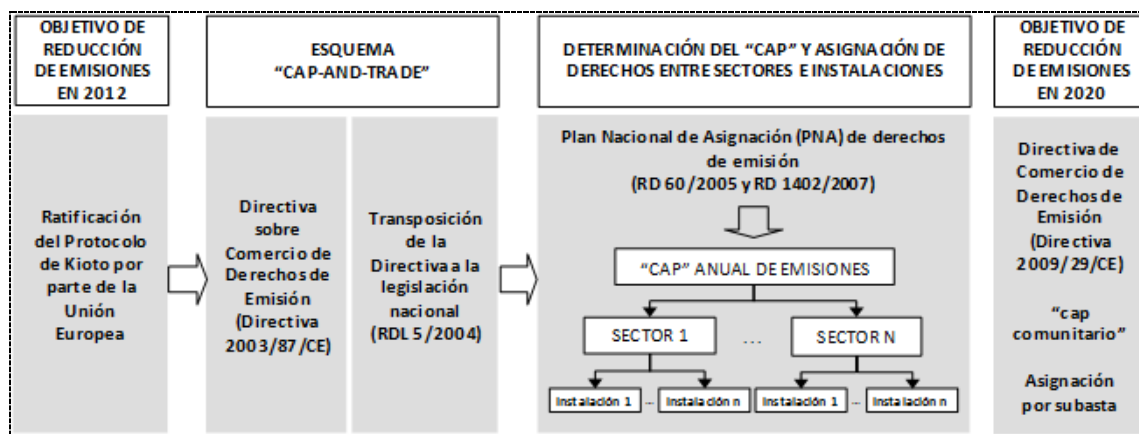 OBJETIVO DE
REDUCCIÓN
DE EMISIONES
EN 2012
ESQUEMA
“CAP-AND-TRADE”
DETERMINACIÓN DEL “CAP” Y ASIGNACIÓN DE
DERECHOS ENTRE SECTORES E INSTALACIONES
OBJETIVO DE
REDUCCIÓN
DE EMISIONES
EN 2020
Ratificación
del Protocolo
de Kioto por
parte de la
Unión
Europea
Directiva
sobre
Comercio de
Derechos de
Emisión
(Directiva
2003/87/CE)
Transposición
de la
Directiva a la
legislación
nacional
(RDL 5/2004)
Plan Nacional de Asignación (PNA) de derechos
de emisión
(RD 60/2005 y RD 1402/2007)
“CAP” ANUAL DE EMISIONES
SECTOR 1 ... SECTOR N
Instalación 1 ... Instalación n Instalación 1 ... Instalación n
Directiva de
Comercio de
Derechos de
Emisión
(Directiva
2009/29/CE)
“cap
comunitario”
Asignación
por subasta